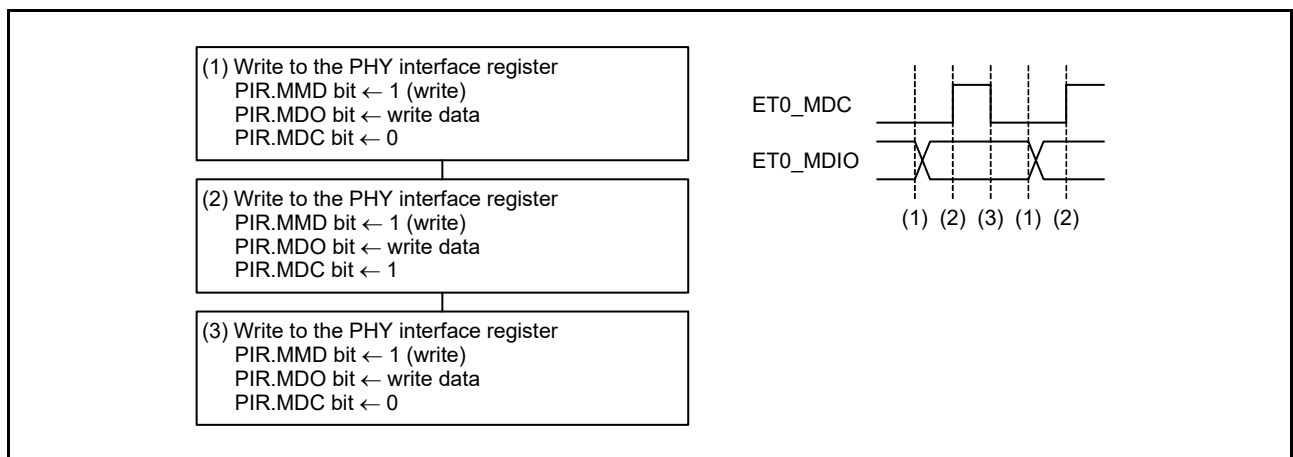 (1) Write to the PHY interface register
PIR.MMD bit ← 1 (write)
PIR.MDO bit ← write data
PIR.MDC bit ← 0
(2) Write to the PHY interface register
PIR.MMD bit ← 1 (write)
PIR.MDO bit ← write data
PIR.MDC bit ← 1
(3) Write to the PHY interface register
PIR.MMD bit ← 1 (write)
PIR.MDO bit ← write data
PIR.MDC bit ← 0
ET0_MDC
ET0_MDIO
(1) (2) (3) (1) (2)